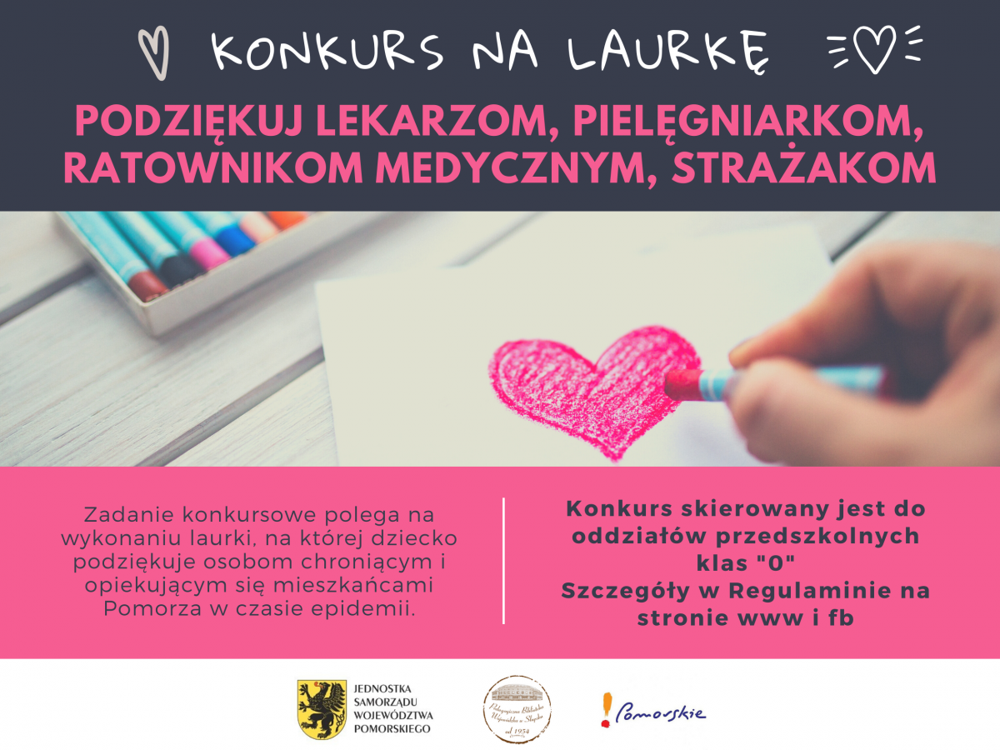 KONKURS NA LAURKĘ
PODZIĘKUJ LEKARZOM, PIELĘGNIARKOM,
RATOWNIKOM MEDYCZNYM, STRAŻAKOM
Zadanie konkursowe polega na
wykonaniu laurki, na której dziecko
podziękuje osobom chroniącym i
opiekującym się mieszkańcami
Pomorza w czasie epidemii.
Konkurs skierowany jest do
oddziałów przedszkolnych
klas "0"
Szczegóły w Regulaminie na
stronie www i fb
JEDNOSTKA
SAMORZĄDU
WOJEWÓDZTWA
POMORSKIEGO
Pedagogiczna Biblioteka
Wojewódzka w Słupsku
od 1954
Pomorskie